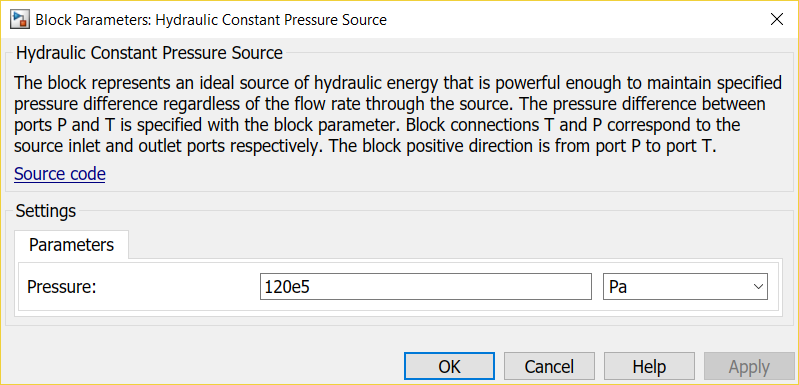 Block Parameters: Hydraulic Constant Pressure Source
Hydraulic Constant Pressure Source
The block represents an ideal source of hydraulic energy that is powerful enough to maintain specified
pressure difference regardless of the flow rate through the source. The pressure difference between
ports P and T is specified with the block parameter. Block connections T and P correspond to the
source inlet and outlet ports respectively. The block positive direction is from port P to port T.
Source code
Settings
Parameters
Pressure: 120e5 Pa
OK Cancel Help Apply